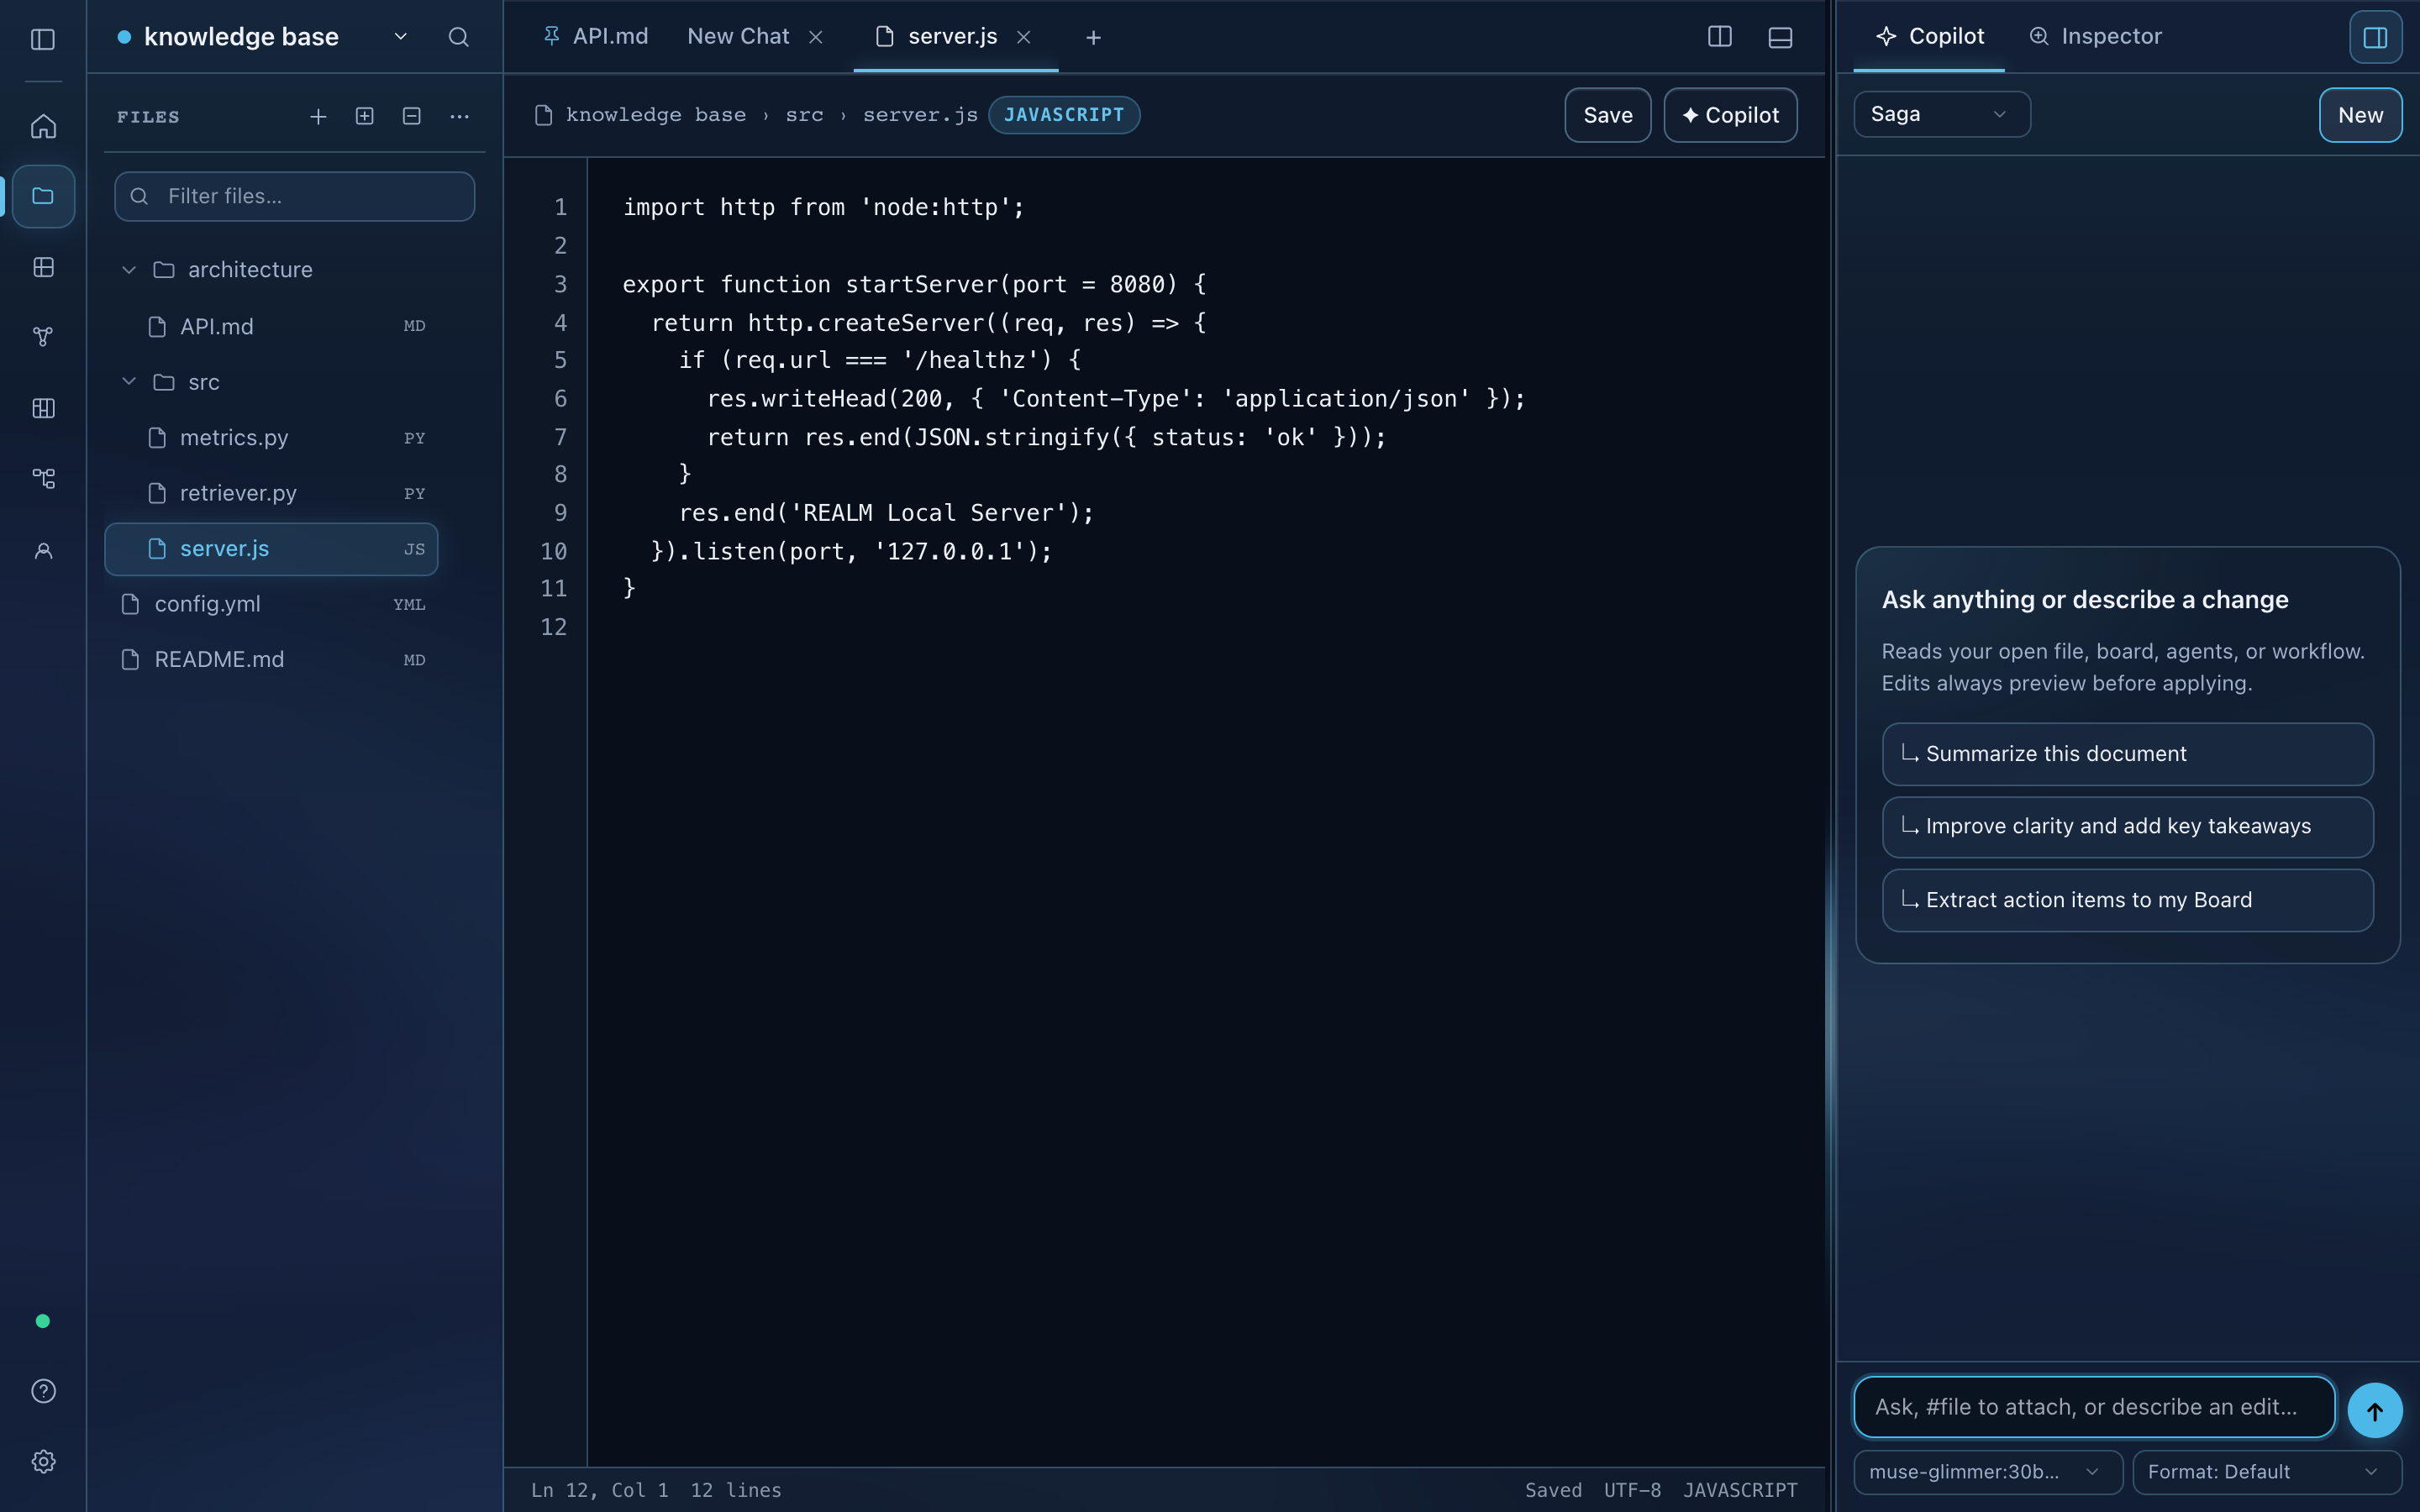 knowledge base
FILES
Filter files...
architecture
API.md MD
src
metrics.py PY
retriever.py PY
server.js JS
config.yml YML
README.md MD
API.md New Chat server.js
knowledge base › src › server.js JAVASCRIPT Save ✦ Copilot
1 import http from 'node:http';
2
3 export function startServer(port = 8080) {
4   return http.createServer((req, res) => {
5     if (req.url === '/healthz') {
6       res.writeHead(200, { 'Content-Type': 'application/json' });
7       return res.end(JSON.stringify({ status: 'ok' }));
8     }
9     res.end('REALM Local Server');
10   }).listen(port, '127.0.0.1');
11 }
12
Ln 12, Col 1 12 lines Saved UTF-8 JAVASCRIPT
Copilot Inspector
Saga New
Ask anything or describe a change
Reads your open file, board, agents, or workflow.
Edits always preview before applying.
Summarize this document
Improve clarity and add key takeaways
Extract action items to my Board
Ask, #file to attach, or describe an edit...
muse-glimmer:30b... Format: Default